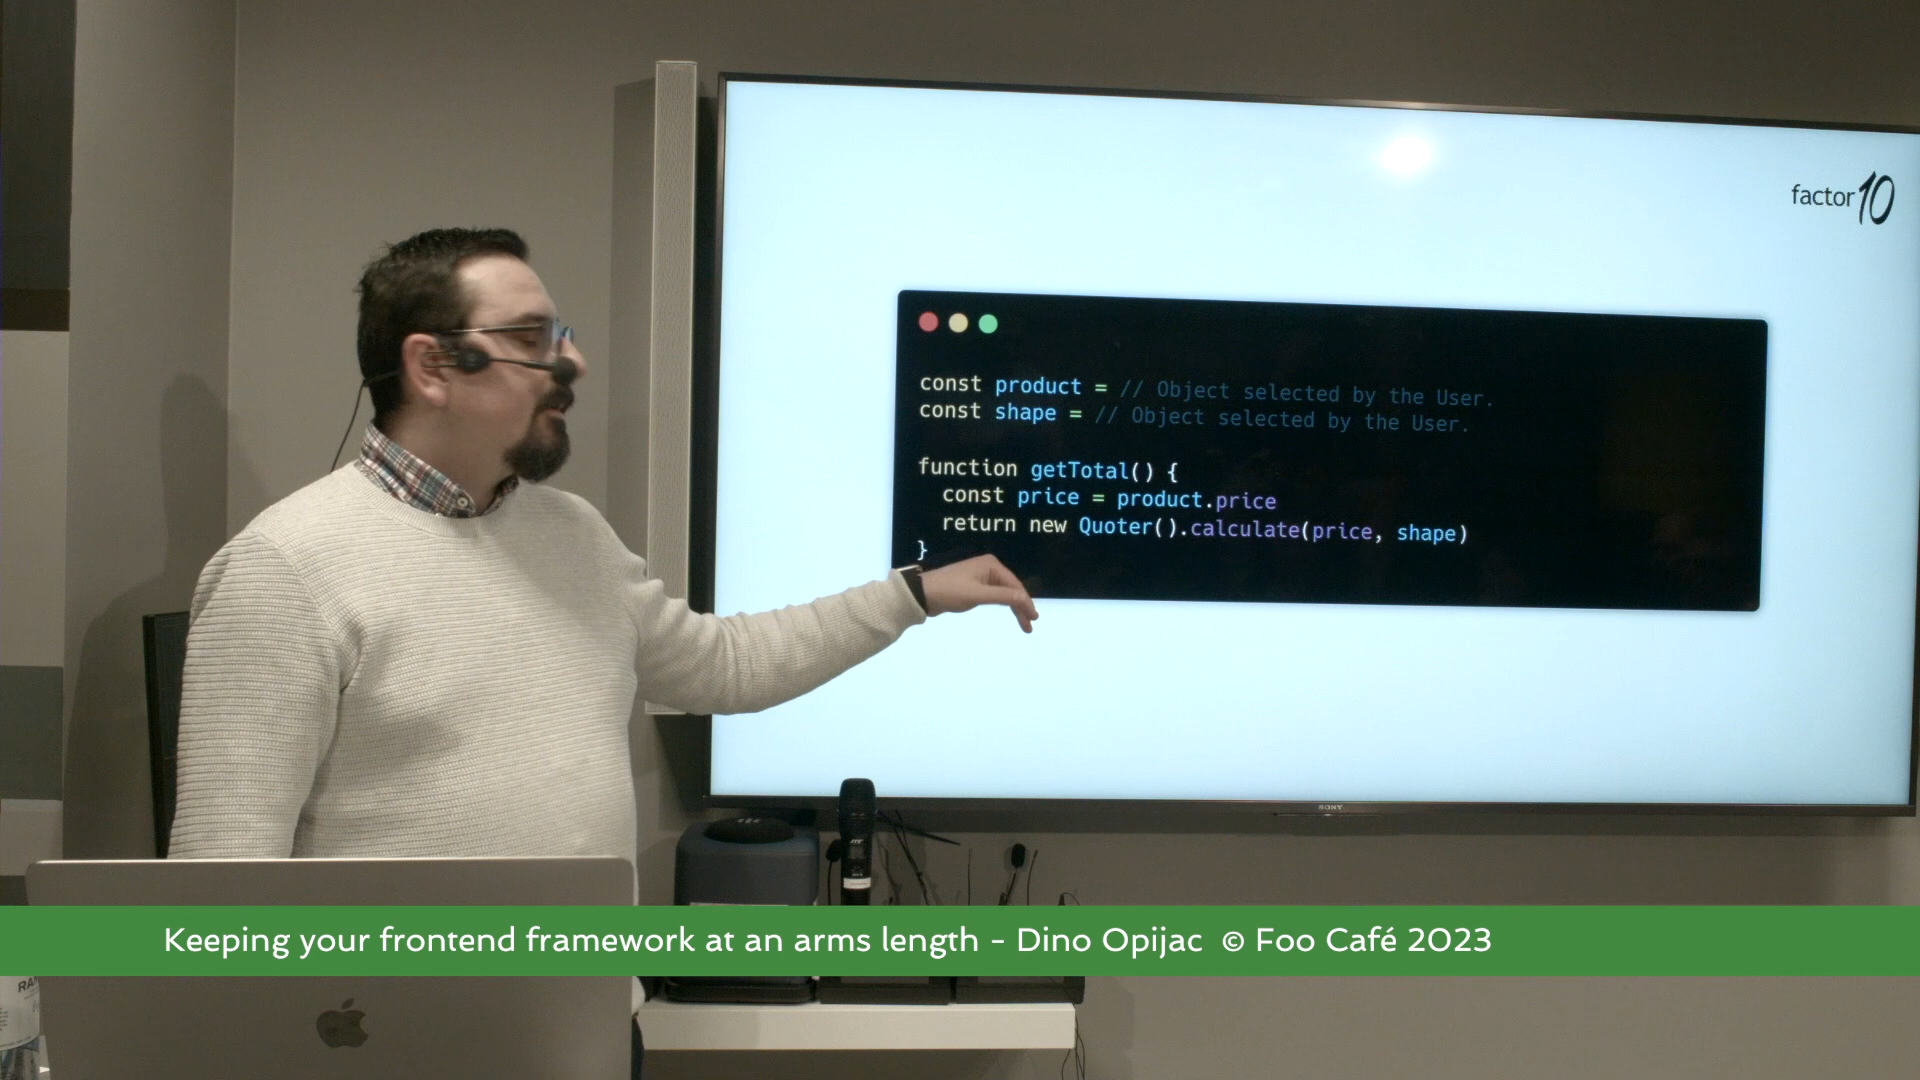 factor10
const product = // Object selected by the User.
const shape = // Object selected by the User.
function getTotal() {
const price = product.price
return new Quoter().calculate(price, shape)
}
SONY
Keeping your frontend framework at an arms length - Dino Opijac © Foo Café 2023